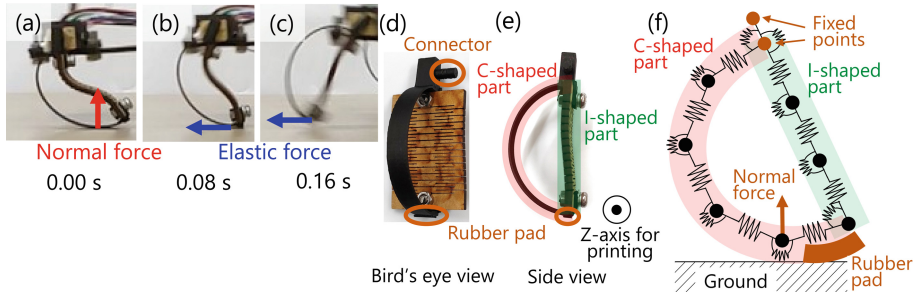 (a)
(b)
(c)
Normal force
Elastic force
0.00 s
0.08 s
0.16 s
(d)
Connector
Rubber pad
Bird's eye view
(e)
C-shaped
part
I-shaped
part
Z-axis for
printing
Side view
(f)
Fixed
points
C-shaped
part
I-shaped
part
Normal
force
Rubber
pad
Ground